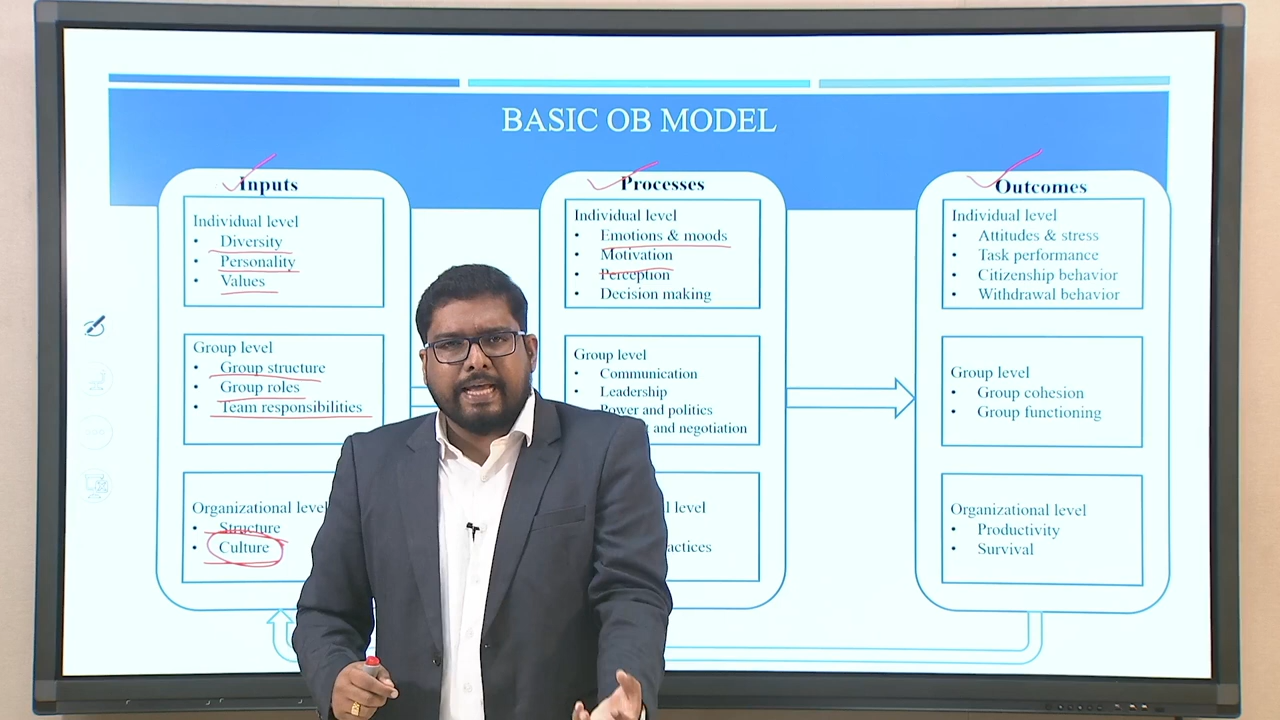 BASIC OB MODEL
Inputs
Individual level
• Diversity
• Personality
• Values
Group level
• Group structure
• Group roles
• Team responsibilities
Organizational level
• Structure
• Culture
Processes
Individual level
• Emotions & moods
• Motivation
• Perception
• Decision making
Group level
• Communication
• Leadership
Power and politics
and negotiation
level
Outcomes
Individual level
• Attitudes & stress
• Task performance
• Citizenship behavior
• Withdrawal behavior
Group level
• Group cohesion
• Group functioning
Organizational level
• Productivity
• Survival